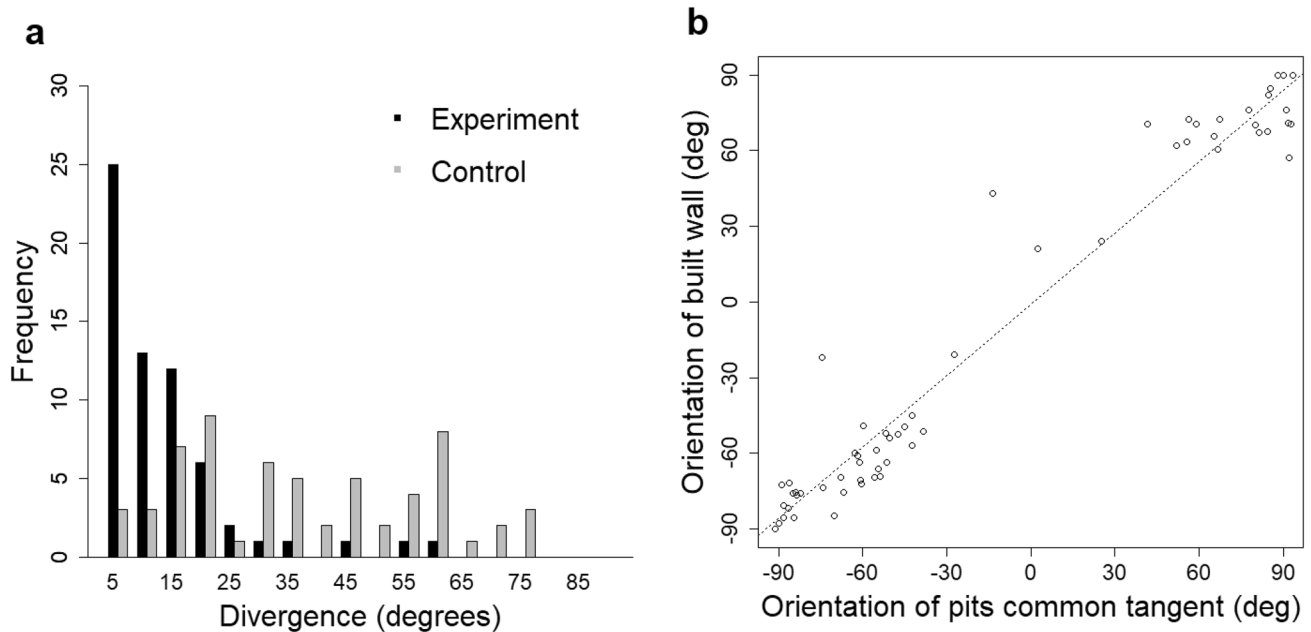 a
30
25
20
15
10
5
0
Frequency
Experiment
Control
5 15 25 35 45 55 65 75 85
Divergence (degrees)
b
90
60
30
0
-30
-60
-90
Orientation of built wall (deg)
-90 -60 -30 0 30 60 90
Orientation of pits common tangent (deg)